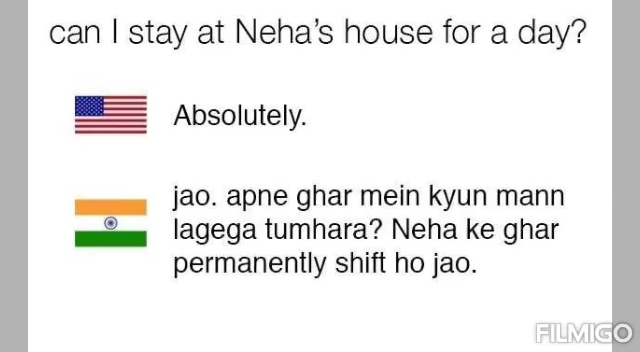 can I stay at Neha's house for a day?
Absolutely.
jao. apne ghar mein kyun mann
lagega tumhara? Neha ke ghar
permanently shift ho jao.
FILMIGO